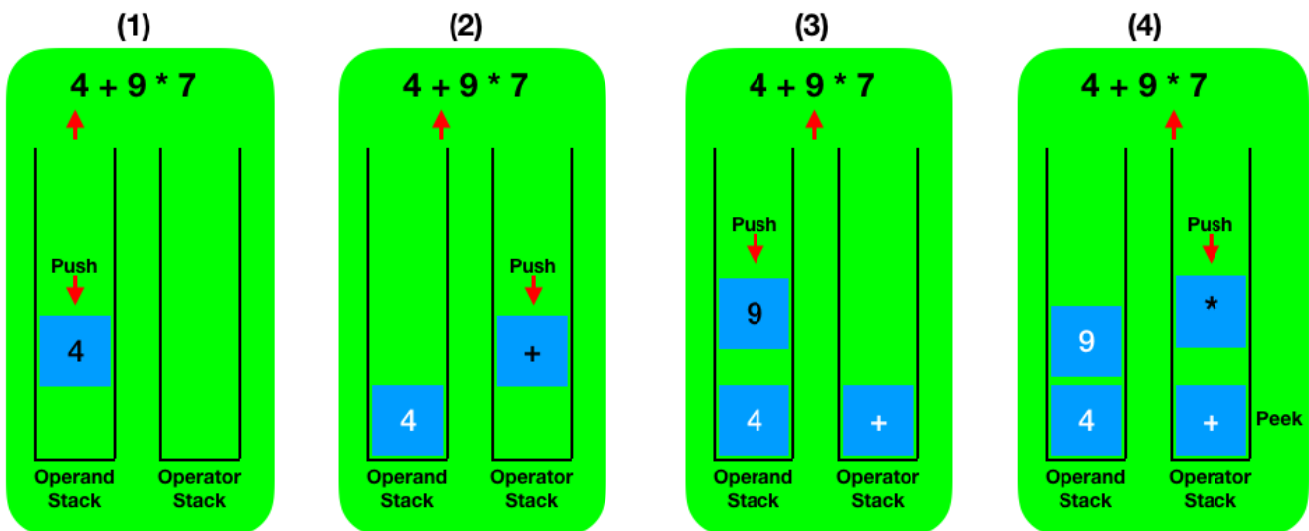 (1)
4 + 9 * 7
Push
4
Operand
Stack
Operator
Stack
(2)
4 + 9 * 7
Push
+
4
Operand
Stack
Operator
Stack
(3)
4 + 9 * 7
Push
9
4
+
Operand
Stack
Operator
Stack
(4)
4 + 9 * 7
Push
*
9
4
+
Peek
Operand
Stack
Operator
Stack